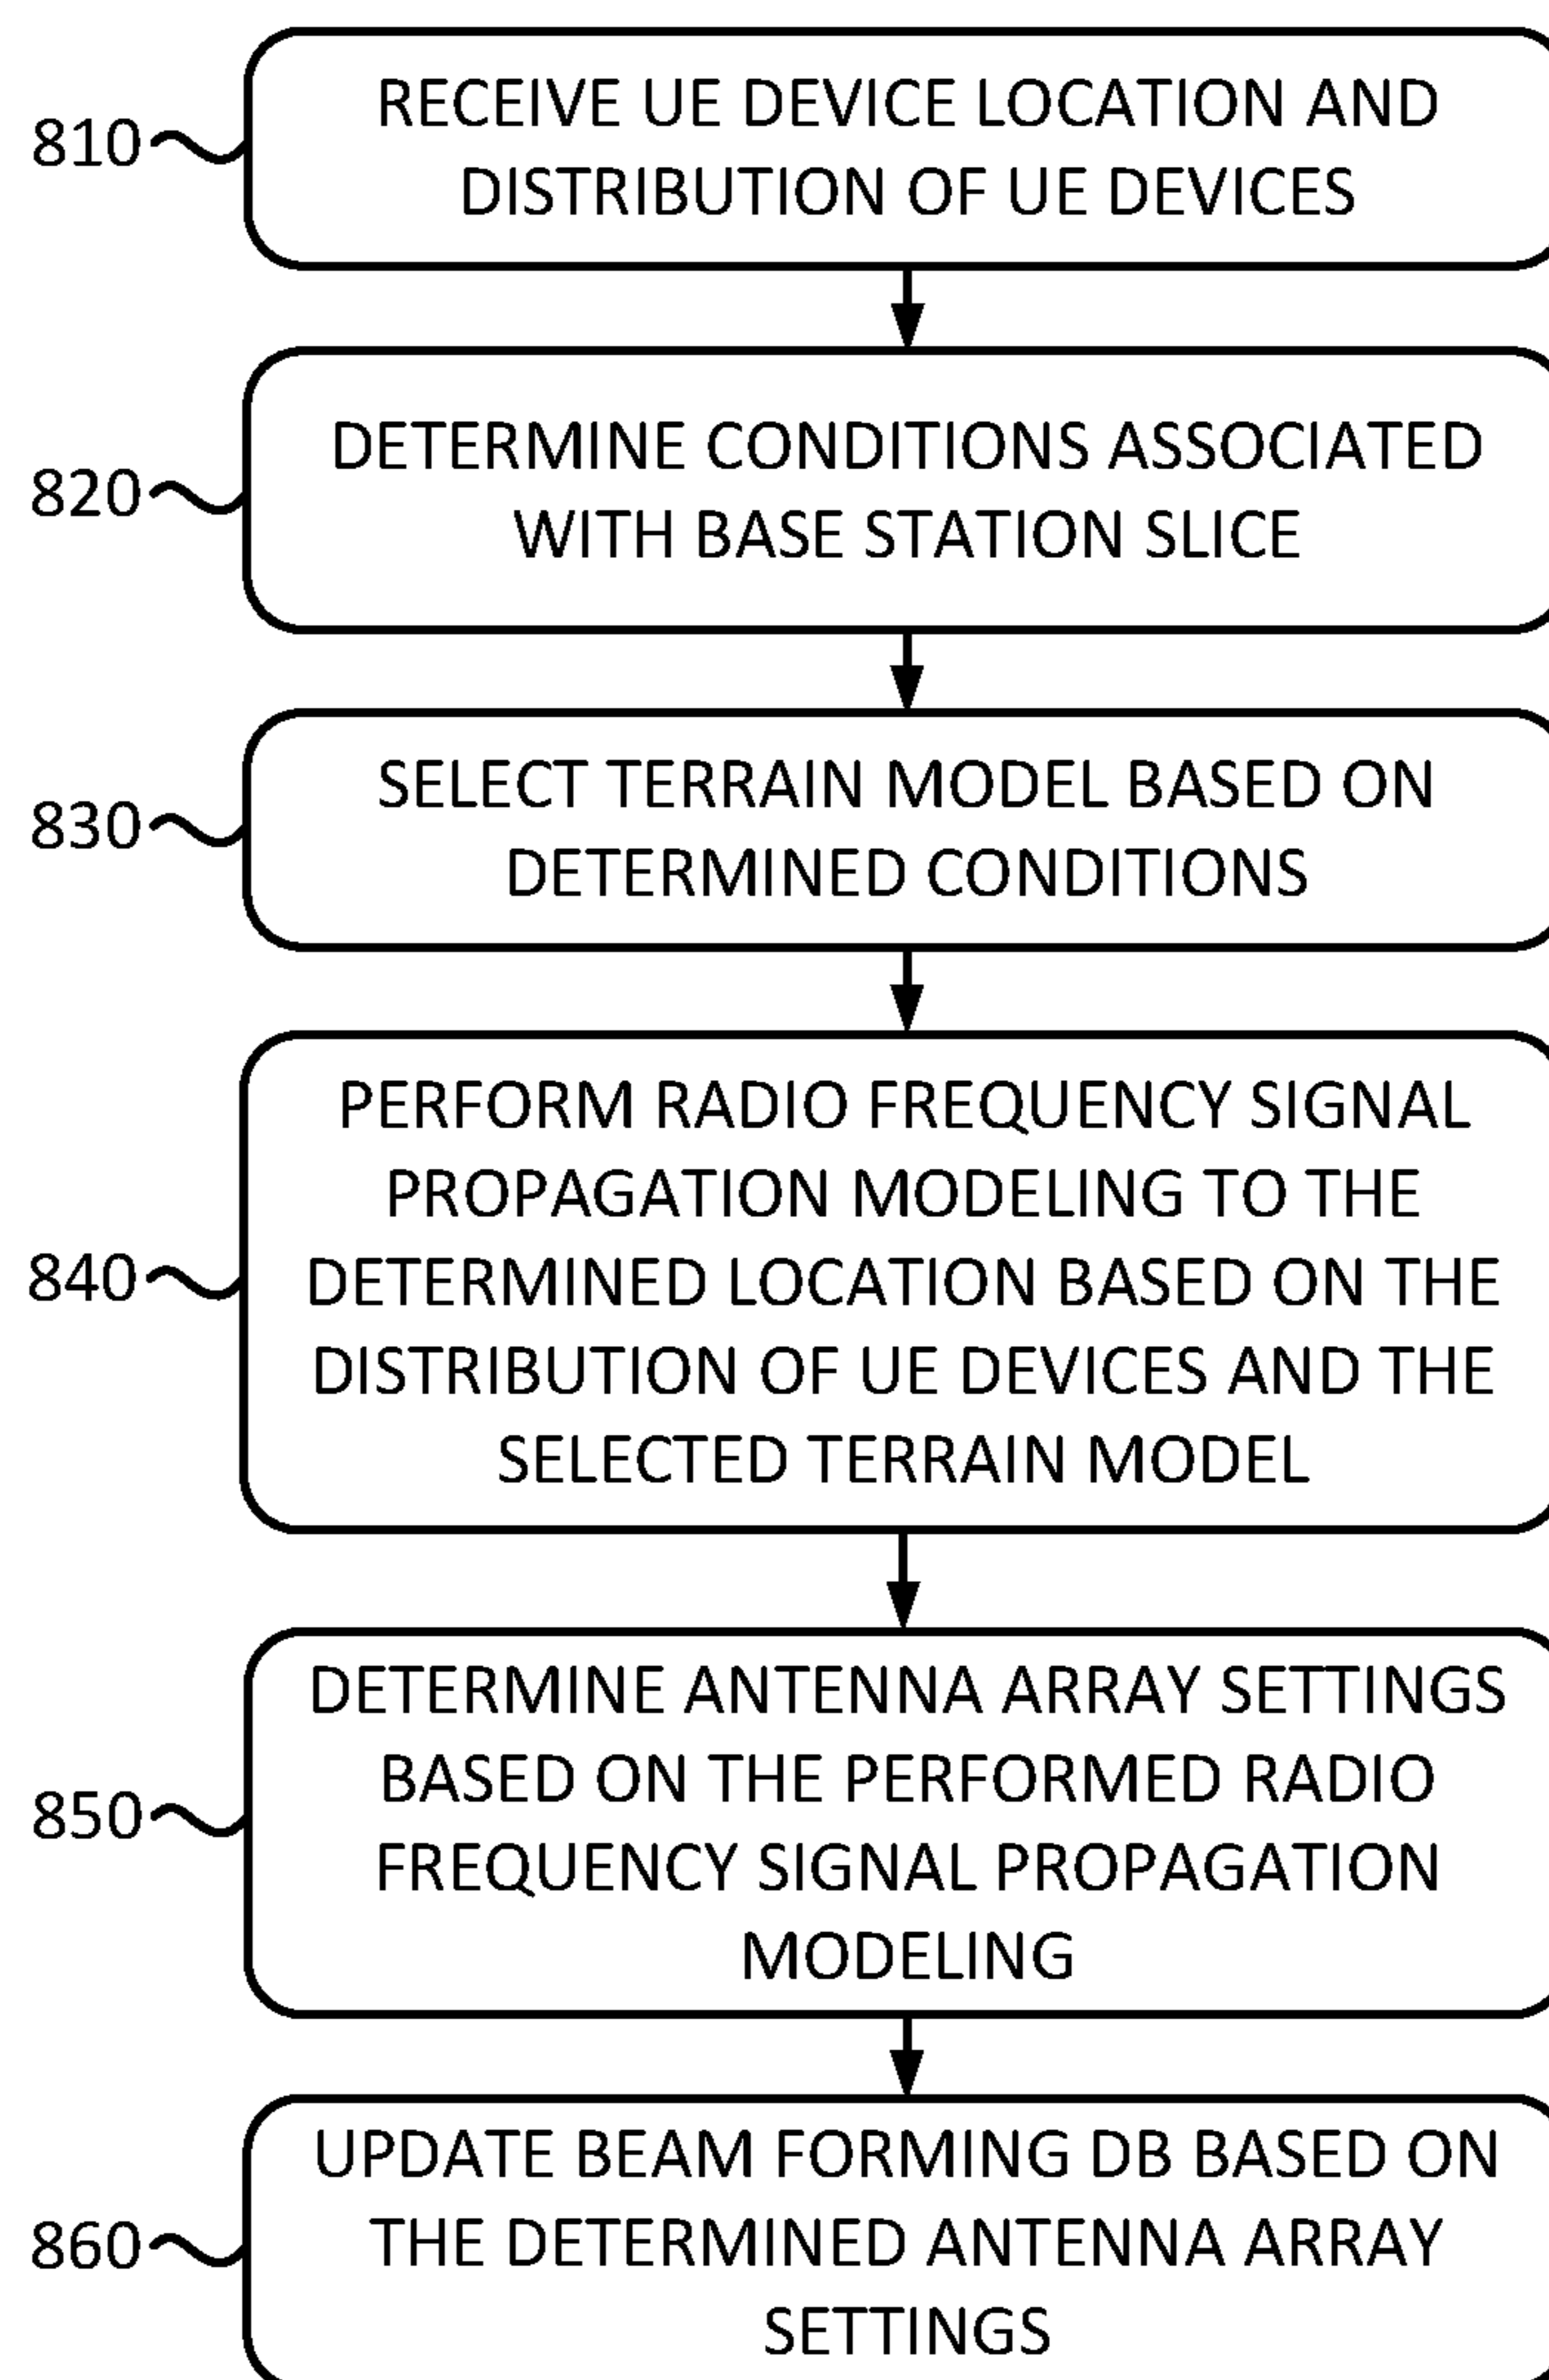 810
RECEIVE UE DEVICE LOCATION AND
DISTRIBUTION OF UE DEVICES
820
DETERMINE CONDITIONS ASSOCIATED
WITH BASE STATION SLICE
830
SELECT TERRAIN MODEL BASED ON
DETERMINED CONDITIONS
840
PERFORM RADIO FREQUENCY SIGNAL
PROPAGATION MODELING TO THE
DETERMINED LOCATION BASED ON THE
DISTRIBUTION OF UE DEVICES AND THE
SELECTED TERRAIN MODEL
850
DETERMINE ANTENNA ARRAY SETTINGS
BASED ON THE PERFORMED RADIO
FREQUENCY SIGNAL PROPAGATION
MODELING
860
UPDATE BEAM FORMING DB BASED ON
THE DETERMINED ANTENNA ARRAY
SETTINGS